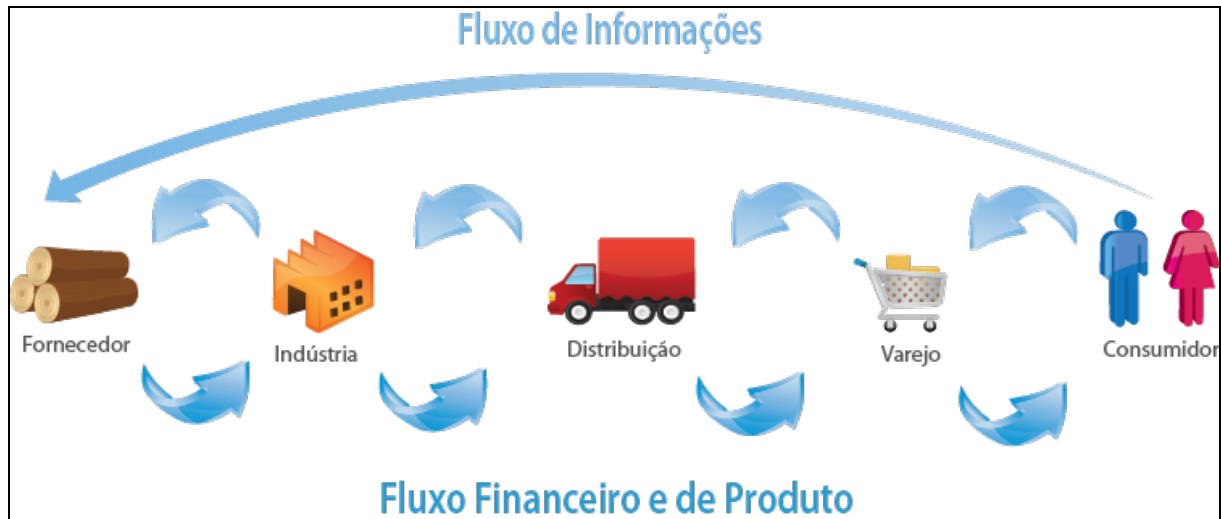 Fluxo de Informações
Fornecedor
Indústria
Distribuição
Varejo
Consumidor
Fluxo Financeiro e de Produto